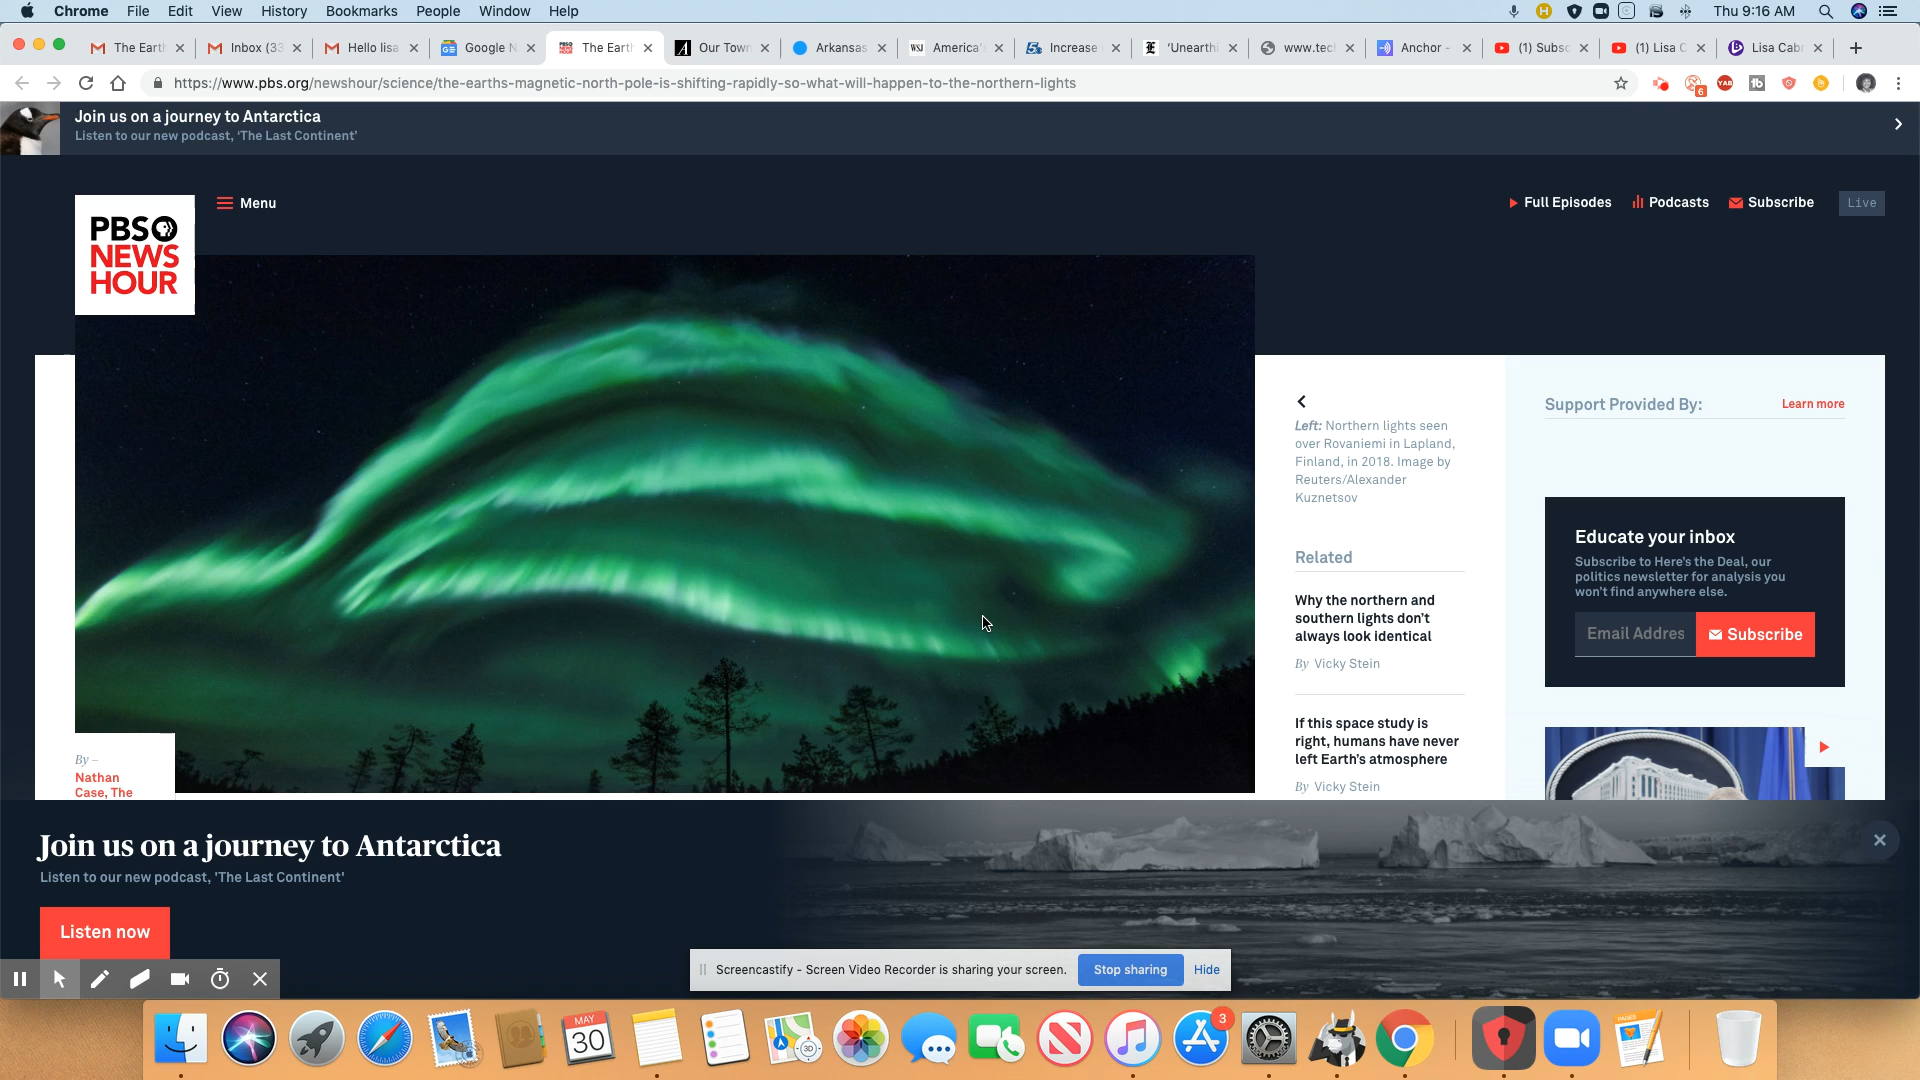 Chrome File Edit View History Bookmarks People Window Help Thu 9:16 AM
The Earth Inbox (33 Hello lisa Google N The Earth Our Town Arkansas America's Increase 'Unearthi www.tec Anchor - (1) Subsc (1) Lisa C Lisa Cabr
https://www.pbs.org/newshour/science/the-earths-magnetic-north-pole-is-shifting-rapidly-so-what-will-happen-to-the-northern-lights
Join us on a journey to Antarctica
Listen to our new podcast, 'The Last Continent'
PBS
NEWS
HOUR
Menu
Full Episodes Podcasts Subscribe Live
Left: Northern lights seen
over Rovaniemi in Lapland,
Finland, in 2018. Image by
Reuters/Alexander
Kuznetsov
Related
Why the northern and
southern lights don't
always look identical
By Vicky Stein
If this space study is
right, humans have never
left Earth's atmosphere
By Vicky Stein
Support Provided By: Learn more
Educate your inbox
Subscribe to Here's the Deal, our
politics newsletter for analysis you
won't find anywhere else.
Email Addres Subscribe
By –
Nathan
Case, The
Join us on a journey to Antarctica
Listen to our new podcast, 'The Last Continent'
Listen now
Screencastify - Screen Video Recorder is sharing your screen. Stop sharing Hide
MAY
30
3D
3
PAGES